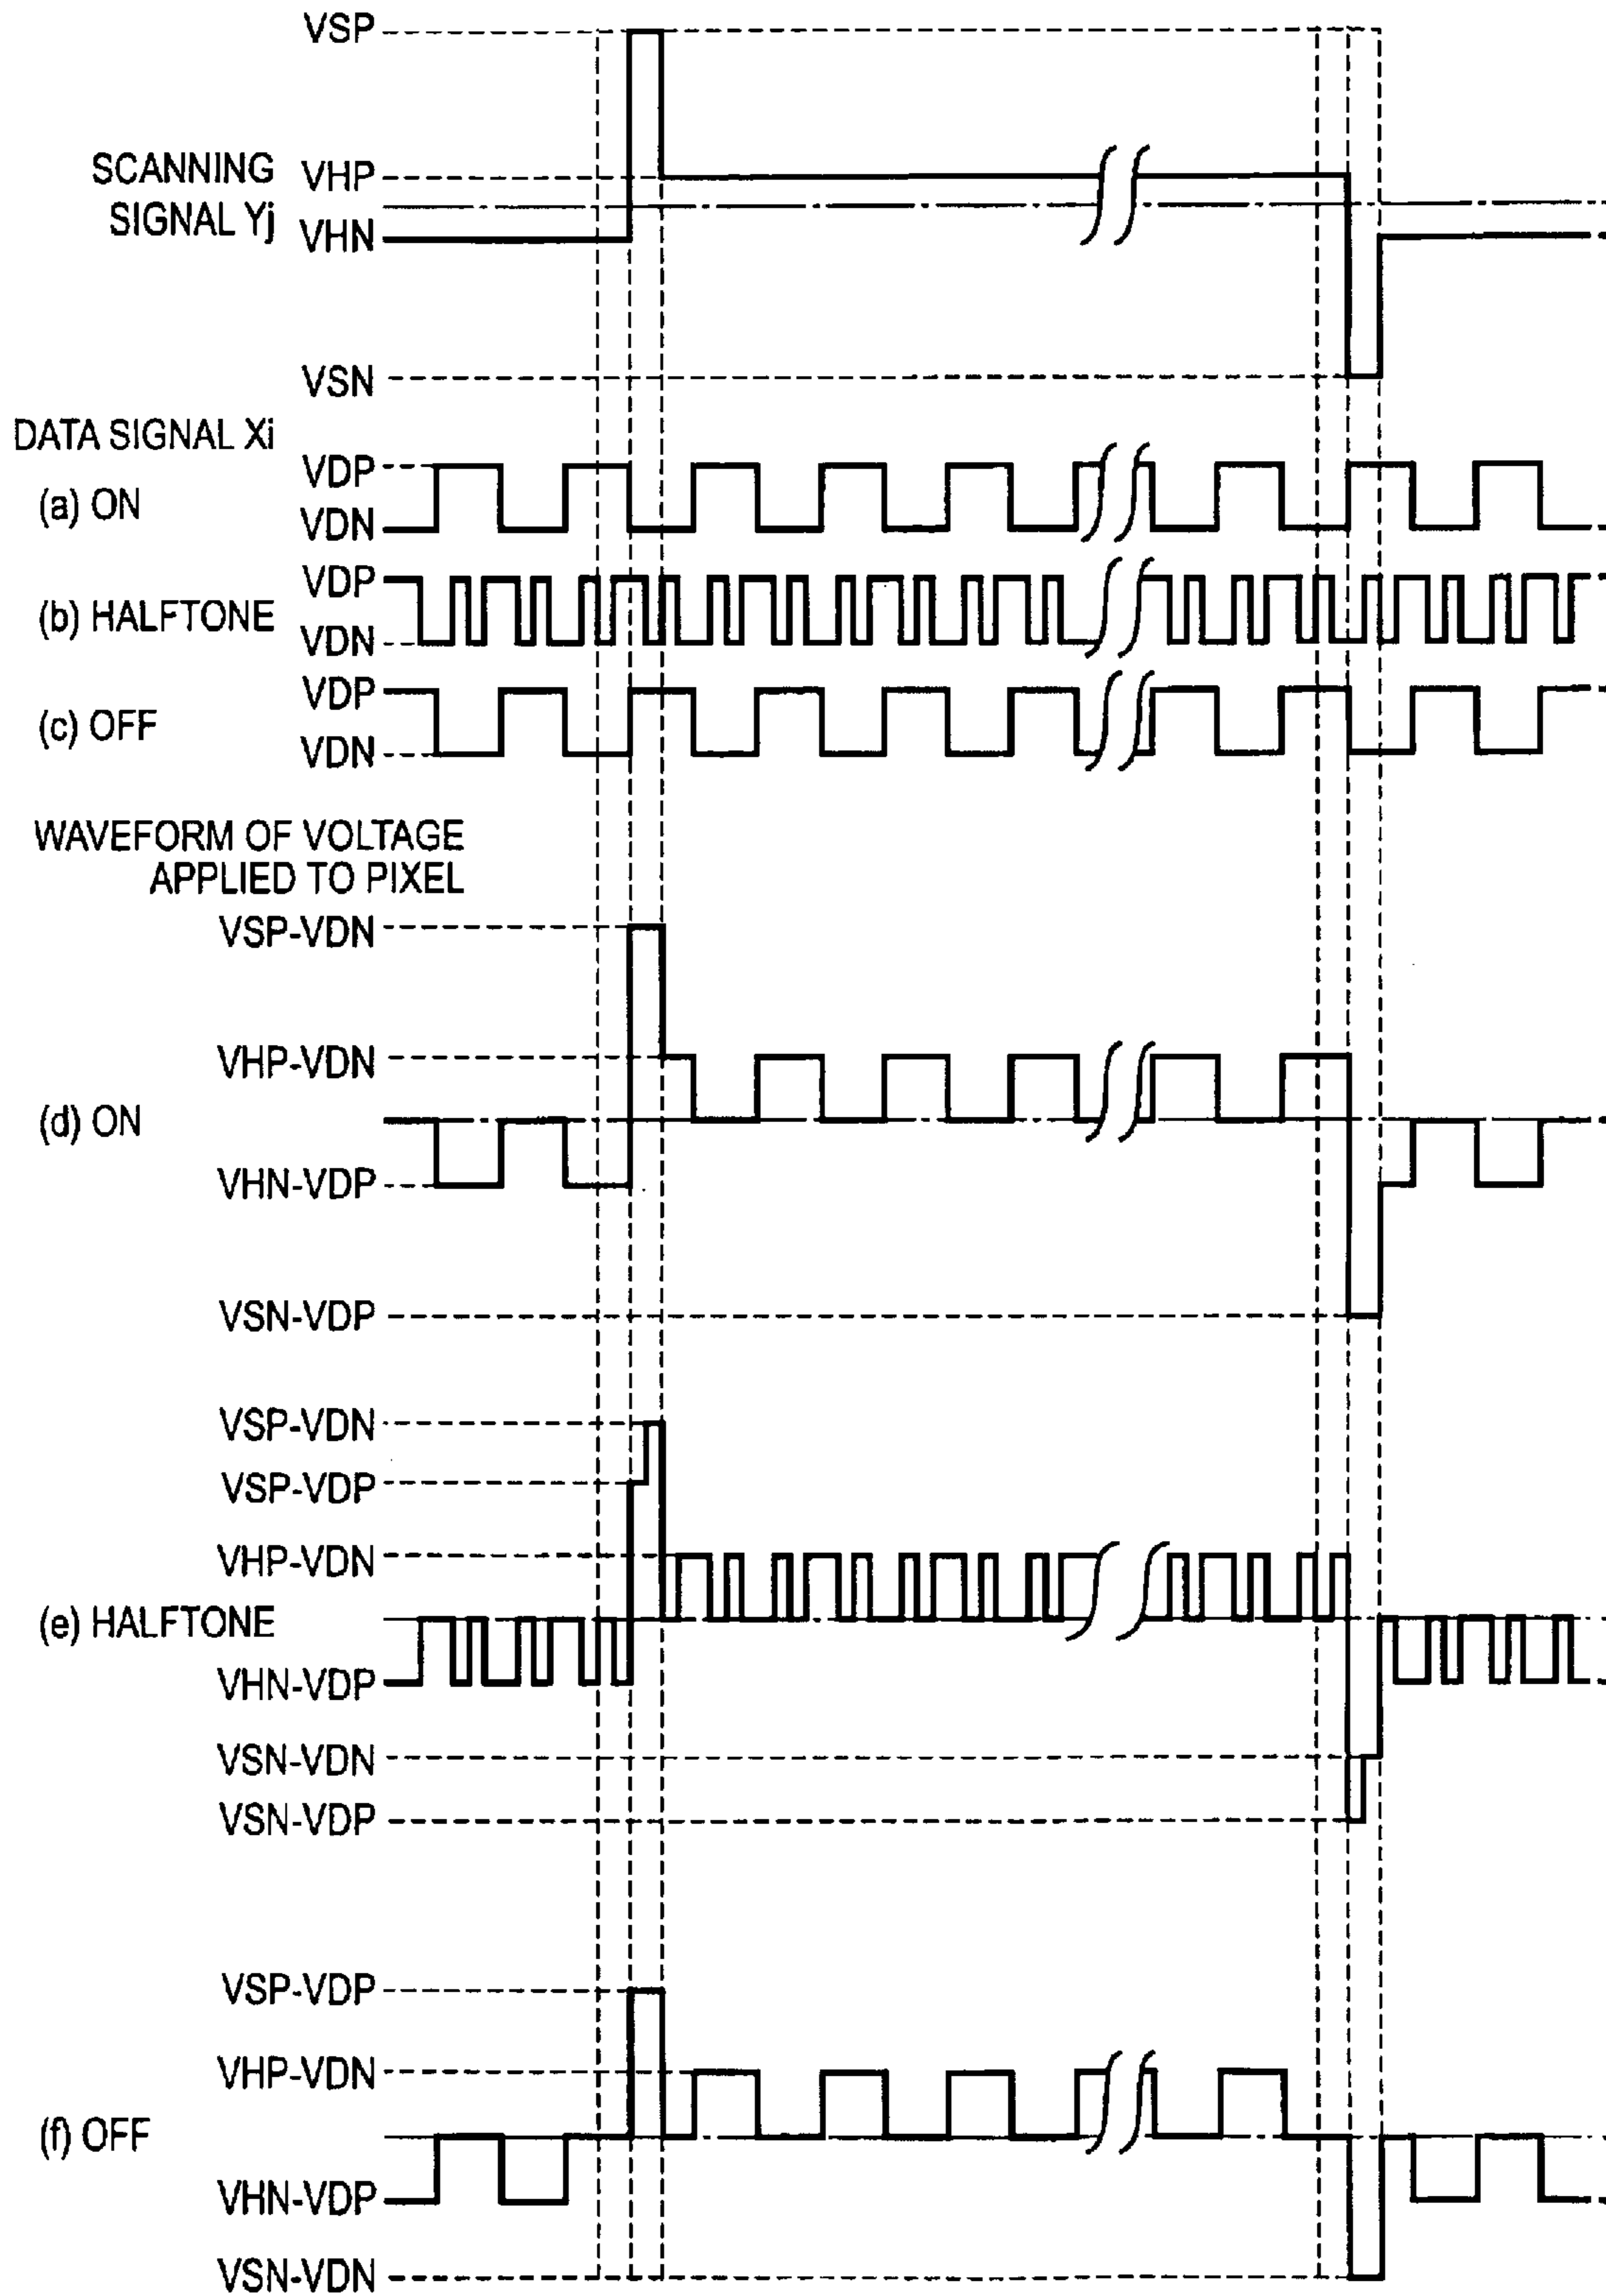 VSP
SCANNING
SIGNAL Yj
VHP
VHN
VSN
DATA SIGNAL Xi
(a) ON
VDP
VDN
(b) HALFTONE
VDP
VDN
(c) OFF
VDP
VDN
WAVEFORM OF VOLTAGE
APPLIED TO PIXEL
VSP-VDN
VHP-VDN
(d) ON
VHN-VDP
VSN-VDP
VSP-VDN
VSP-VDP
VHP-VDN
(e) HALFTONE
VHN-VDP
VSN-VDN
VSN-VDP
VSP-VDP
VHP-VDN
(f) OFF
VHN-VDP
VSN-VDN